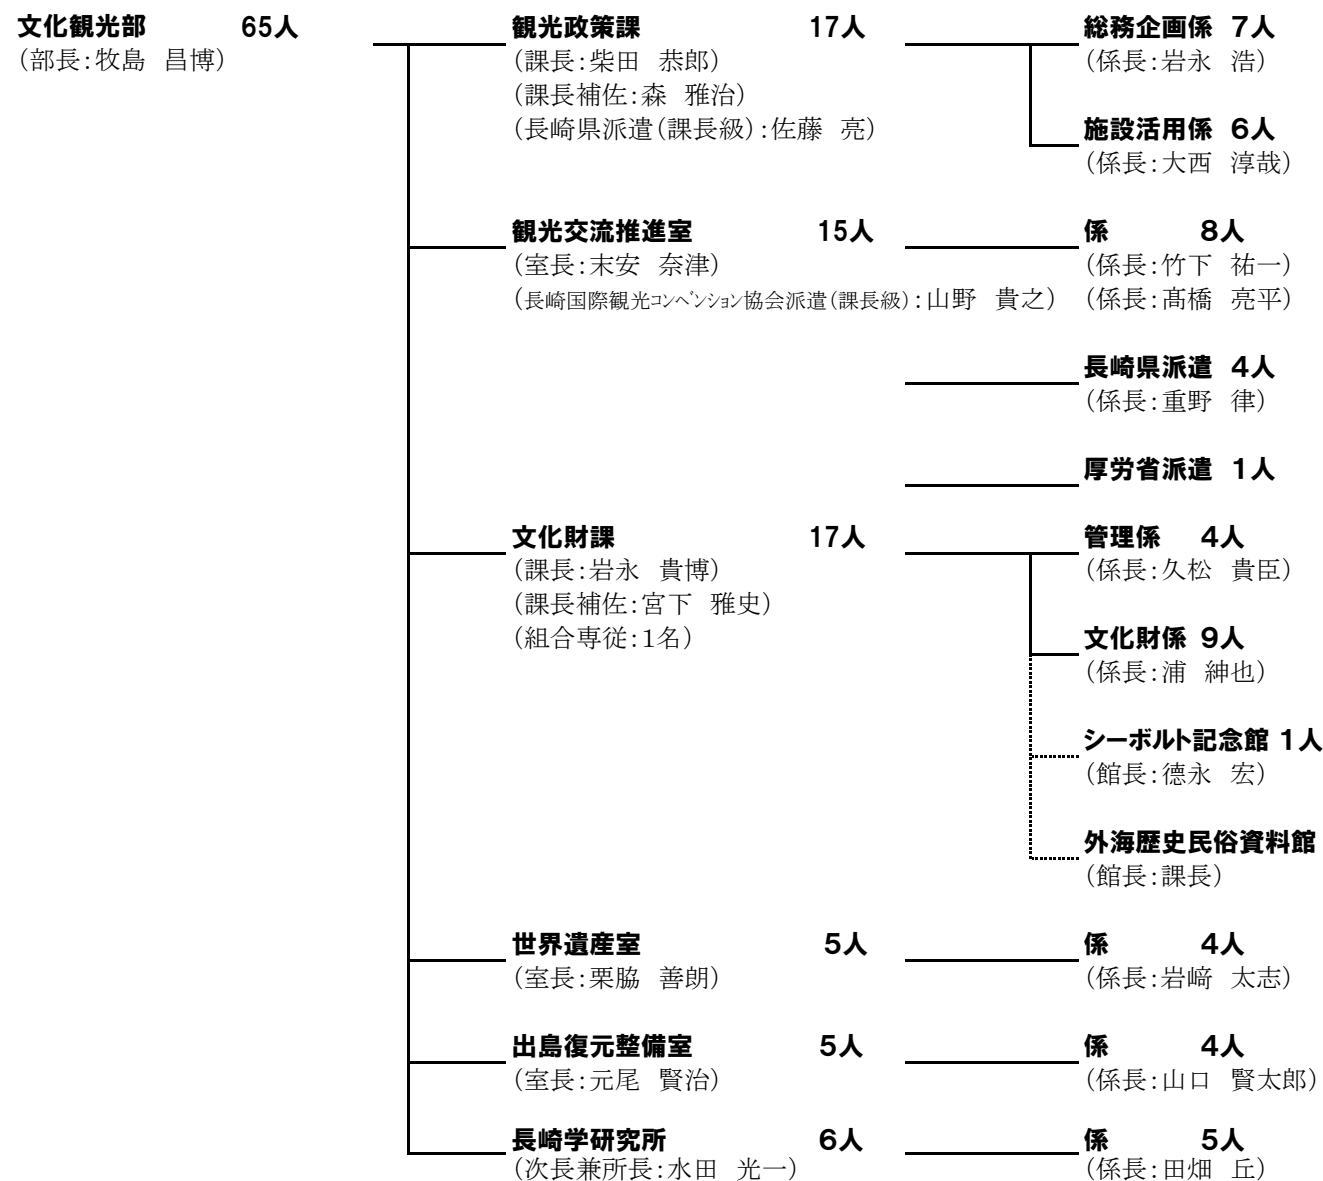 文化観光部 65人
（部長：牧島 昌博）
観光政策課 17人
（課長：柴田 恭郎）
（課長補佐：森 雅治）
（長崎県派遣（課長級）：佐藤 亮）
総務企画係 7人
（係長：岩永 浩）
施設活用係 6人
（係長：大西 淳哉）
観光交流推進室 15人
（室長：末安 奈津）
（長崎国際観光ｺﾝﾍﾞﾝｼｮﾝ協会派遣（課長級）：山野 貴之）
係 8人
（係長：竹下 祐一）
（係長：髙橋 亮平）
長崎県派遣 4人
（係長：重野 律）
厚労省派遣 1人
文化財課 17人
（課長：岩永 貴博）
（課長補佐：宮下 雅史）
（組合専従：1名）
管理係 4人
（係長：久松 貴臣）
文化財係 9人
（係長：浦 紳也）
シーボルト記念館 1人
（館長：德永 宏）
外海歴史民俗資料館
（館長：課長）
世界遺産室 5人
（室長：栗脇 善朗）
係 4人
（係長：岩﨑 太志）
出島復元整備室 5人
（室長：元尾 賢治）
係 4人
（係長：山口 賢太郎）
長崎学研究所 6人
（次長兼所長：水田 光一）
係 5人
（係長：田畑 丘）